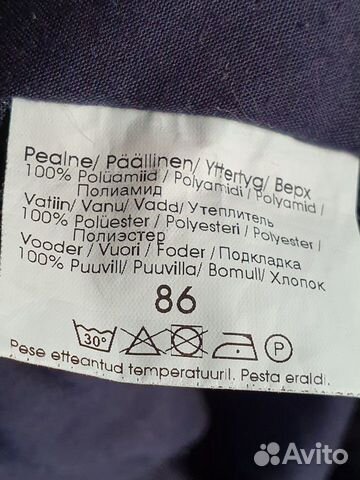 Pealne/ Päällinen/ Yttertyg/ Верх
100% Polüamiid / Polyamidi / Polyamid /
Полиамид
Vatiin/ Vanu/ Vadd/ Утеплитель
100% Polüester/ Polyesteri / Polyester /
Полиэстер
Vooder/ Vuori / Foder / Подкладка
100% Puuvill/ Puuvilla/ Bomull/ Хлопок
86
30° P
Pese etteantud temperatuuril. Pesta eraldi.
Avito